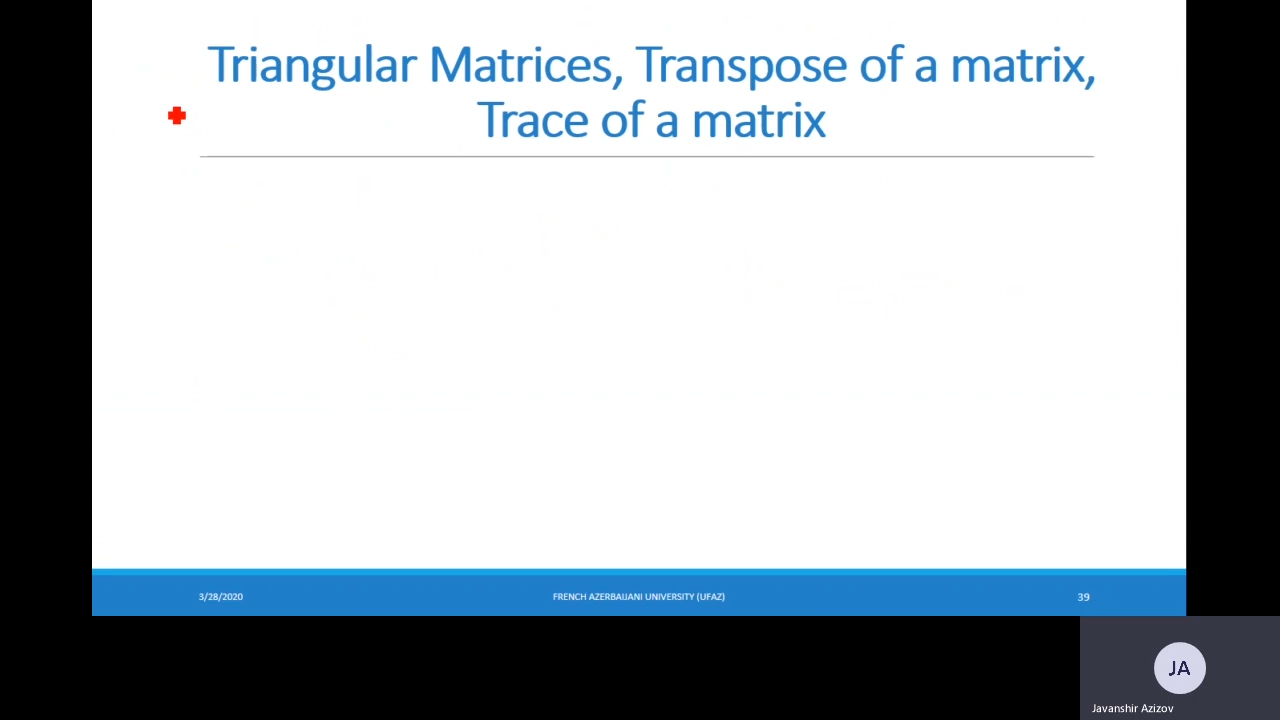 Triangular Matrices, Transpose of a matrix,
Trace of a matrix
3/28/2020
FRENCH AZERBAIJANI UNIVERSITY (UFAZ)
39
JA
Javanshir Azizov